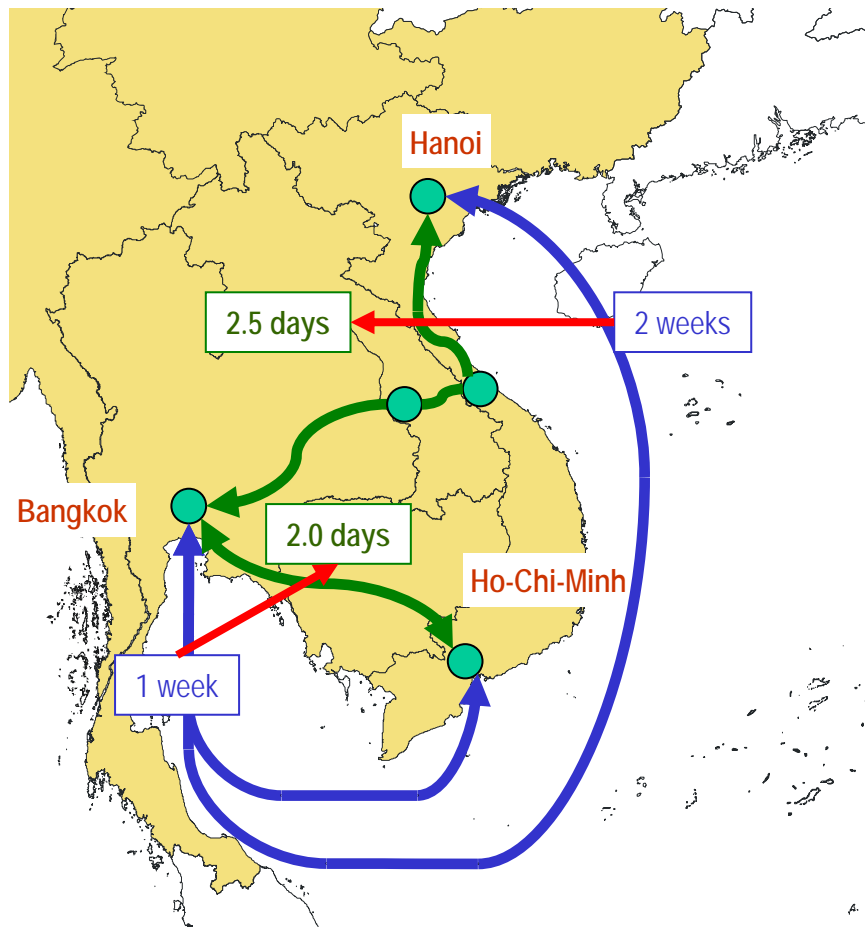 Hanoi
2.5 days
2 weeks
Bangkok
2.0 days
Ho-Chi-Minh
1 week